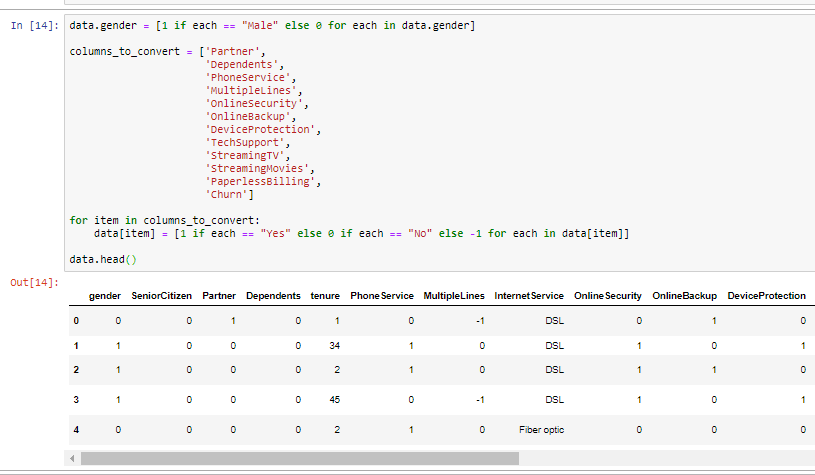 In [14]: data.gender = [1 if each == "Male" else 0 for each in data.gender]
columns_to_convert = ['Partner',
'Dependents',
'PhoneService',
'MultipleLines',
'OnlineSecurity',
'OnlineBackup',
'DeviceProtection',
'TechSupport',
'StreamingTV',
'StreamingMovies',
'PaperlessBilling',
'Churn']
for item in columns_to_convert:
data[item] = [1 if each == "Yes" else 0 if each == "No" else -1 for each in data[item]]
data.head()
Out[14]:
gender SeniorCitizen Partner Dependents tenure PhoneService MultipleLines InternetService OnlineSecurity OnlineBackup DeviceProtection
0 0 0 1 0 1 0 -1 DSL 0 1 0
1 1 0 0 0 34 1 0 DSL 1 0 1
2 1 0 0 0 2 1 0 DSL 1 1 0
3 1 0 0 0 45 0 -1 DSL 1 0 1
4 0 0 0 0 2 1 0 Fiber optic 0 0 0